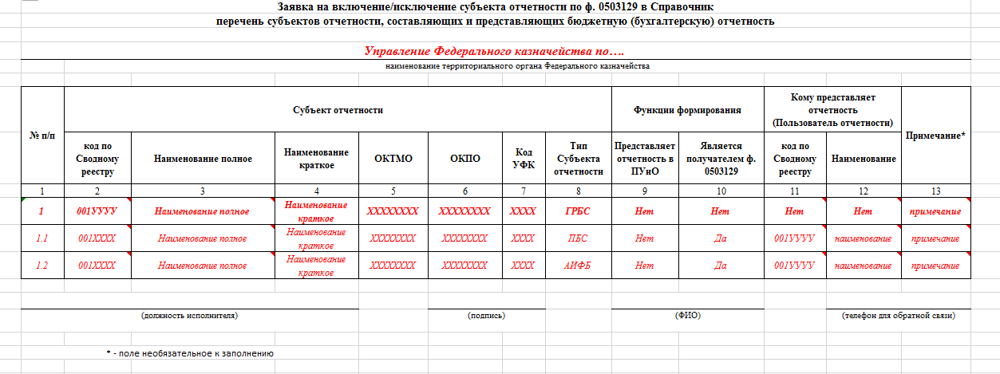 Заявка на включение/исключение субъекта отчетности по ф. 0503129 в Справочник
перечень субъектов отчетности, составляющих и представляющих бюджетную (бухгалтерскую) отчетность
Управление Федерального казначейства по….
наименование территориального органа Федерального казначейства
№ п/п
Субъект отчетности
Функции формирования
Кому представляет отчетность (Пользователь отчетности)
Примечание*
код по Сводному реестру
Наименование полное
Наименование краткое
ОКТМО
ОКПО
Код УФК
Тип Субъекта отчетности
Представляет отчетность в ПУиО
Является получателем ф. 0503129
код по Сводному реестру
Наименование
1 2 3 4 5 6 7 8 9 10 11 12 13
1 001УУУУ Наименование полное Наименование краткое ХХХХХХХХ ХХХХХХХХ ХХХХ ГРБС Нет Нет Нет Нет примечание
1.1 001ХХХХ Наименование полное Наименование краткое ХХХХХХХХ ХХХХХХХХ ХХХХ ПБС Нет Да 001УУУУ наименование примечание
1.2 001ХХХХ Наименование полное Наименование краткое ХХХХХХХХ ХХХХХХХХ ХХХХ АИФБ Нет Да 001УУУУ наименование примечание
(должность исполнителя) (подпись) (ФИО) (телефон для обратной связи)
* - поле необязательное к заполнению